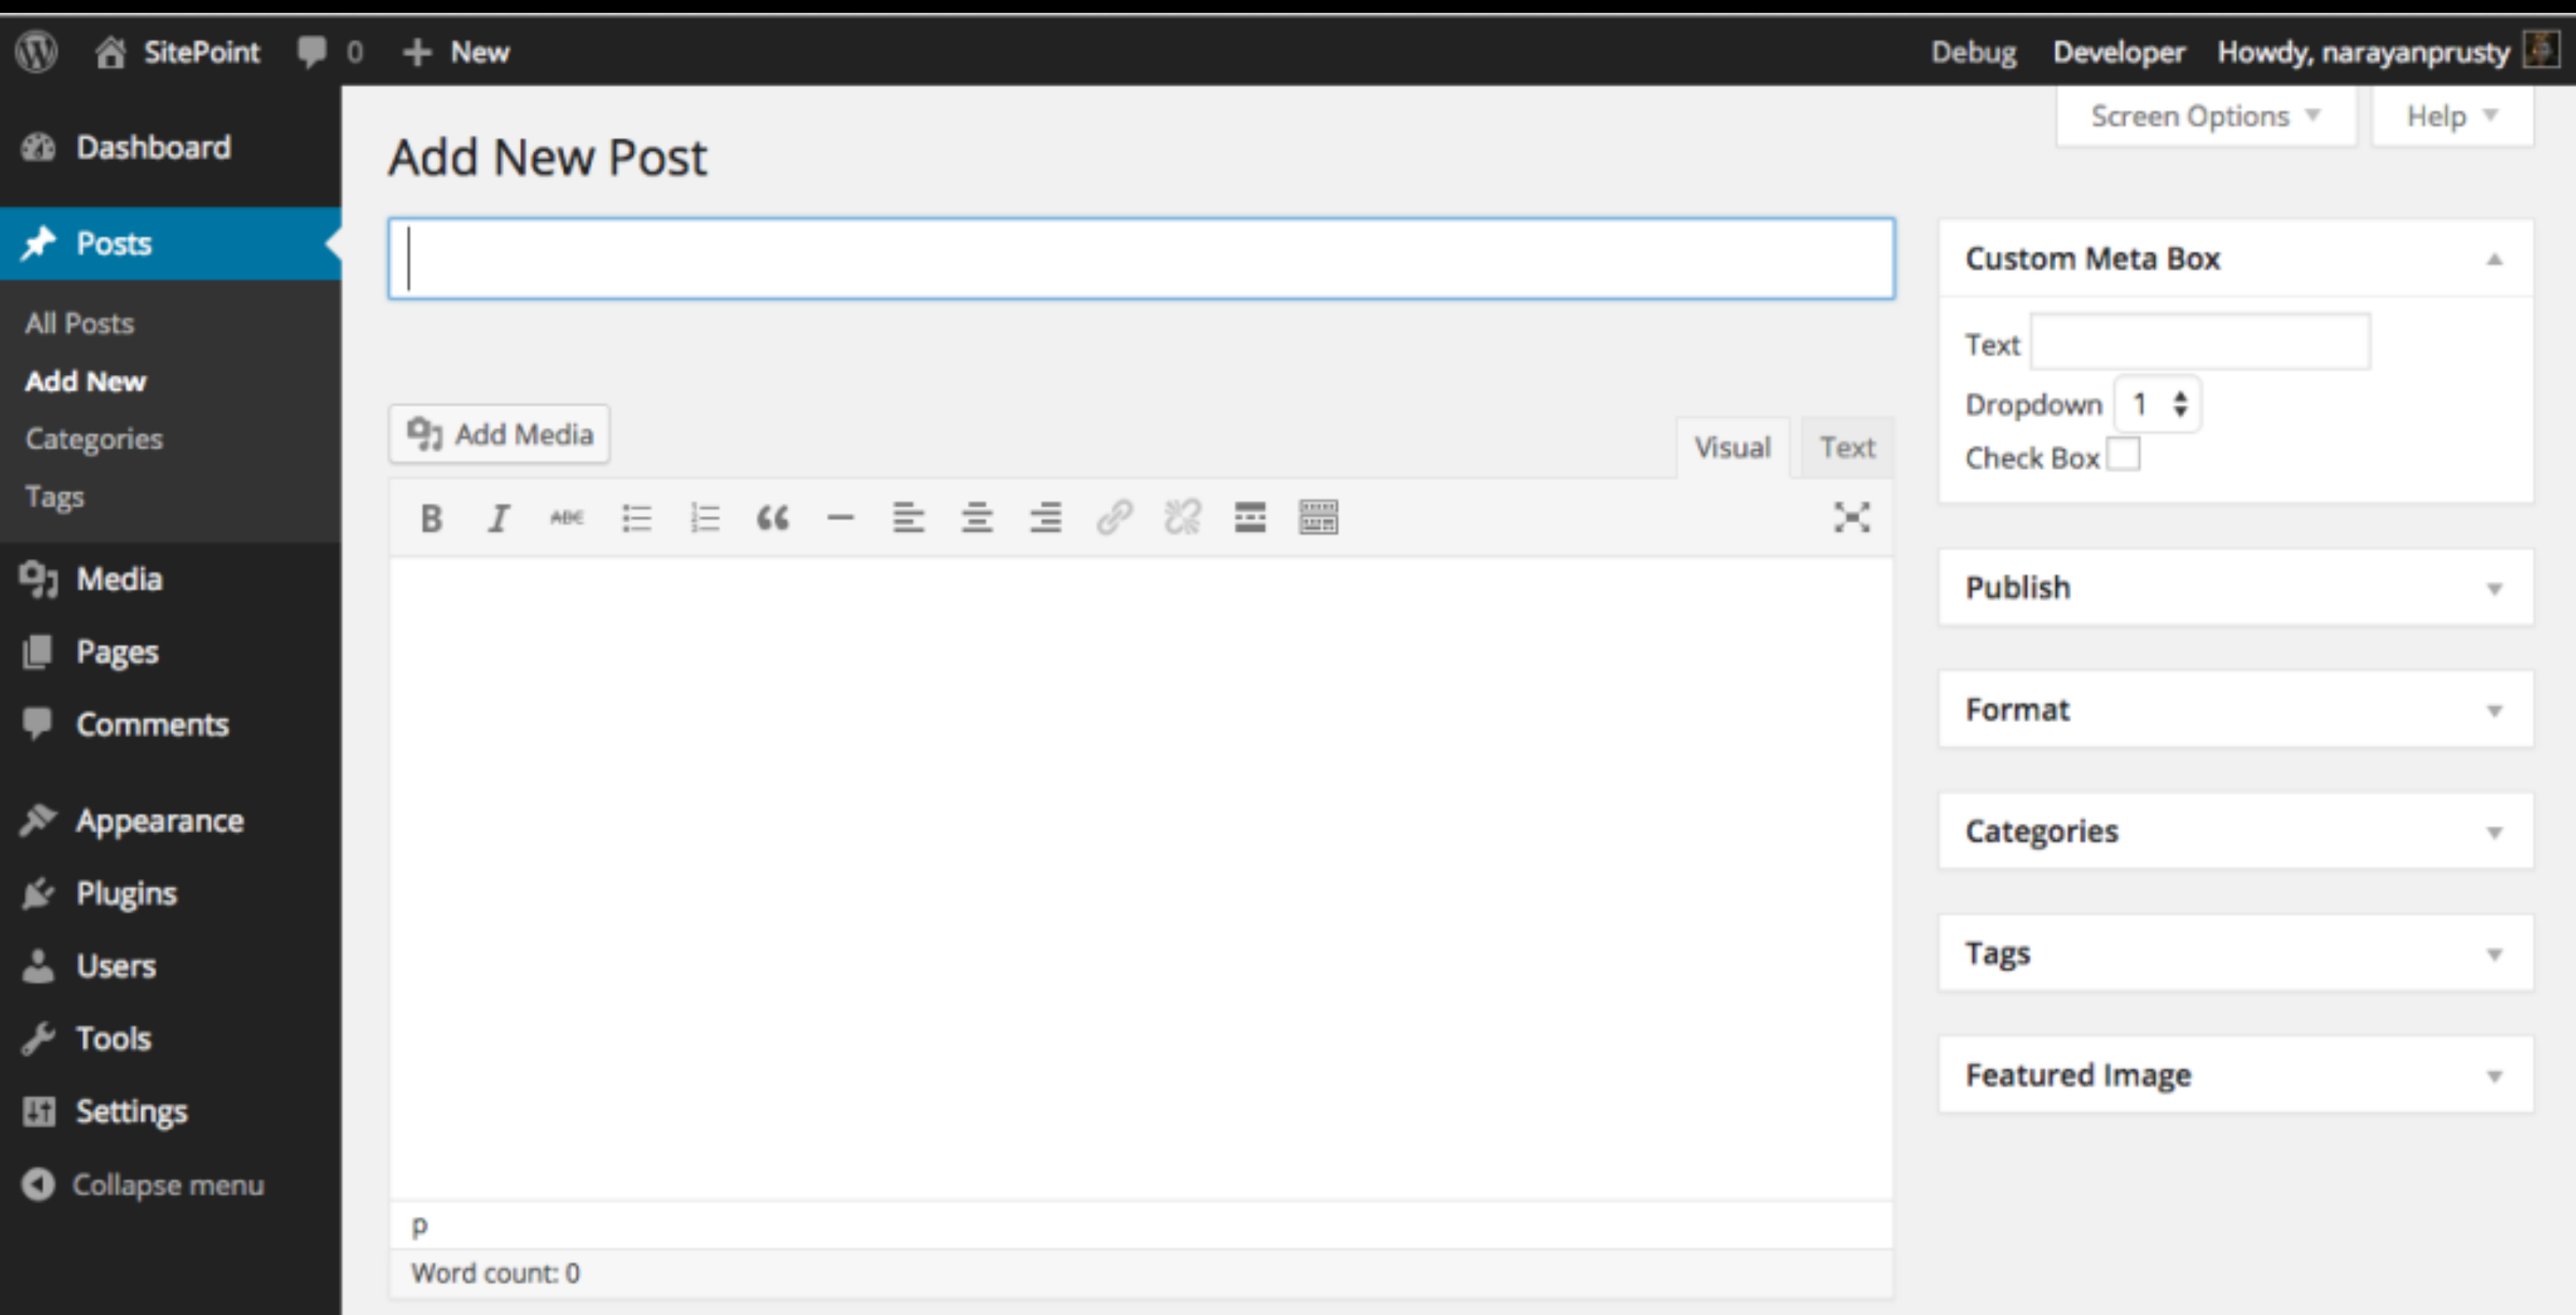 SitePoint 0 New Debug Developer Howdy, narayanprusty
Dashboard
Posts
All Posts
Add New
Categories
Tags
Media
Pages
Comments
Appearance
Plugins
Users
Tools
Settings
Collapse menu
Screen Options Help
Add New Post
Add Media
Visual Text
B I ABC
p
Word count: 0
Custom Meta Box
Text
Dropdown 1
Check Box
Publish
Format
Categories
Tags
Featured Image